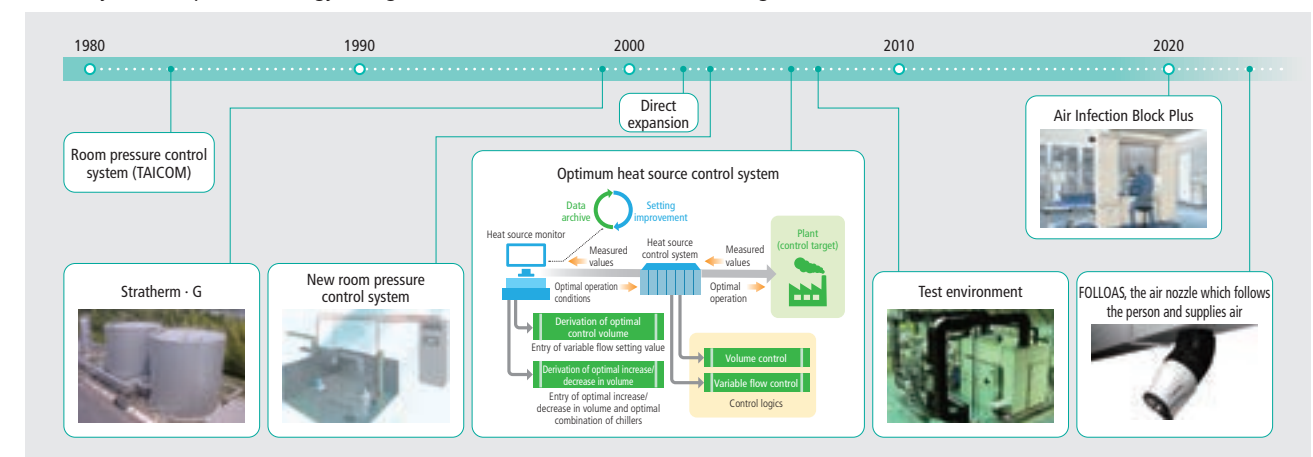 1980
1990
2000
2010
2020
Room pressure control
system (TAICOM)
Direct
expansion
Air Infection Block Plus
Optimum heat source control system
Data
archive
Setting
improvement
Heat source monitor
Measured
values
Heat source
control system
Measured
values
Plant
(control target)
Optimal operation
conditions
Optimal
operation
Derivation of optimal
control volume
Entry of variable flow setting value
Derivation of optimal increase/
decrease in volume
Entry of optimal increase/
decrease in volume and optimal
combination of chillers
Volume control
Variable flow control
Control logics
Stratherm · G
New room pressure
control system
Test environment
FOLLOAS, the air nozzle which follows
the person and supplies air